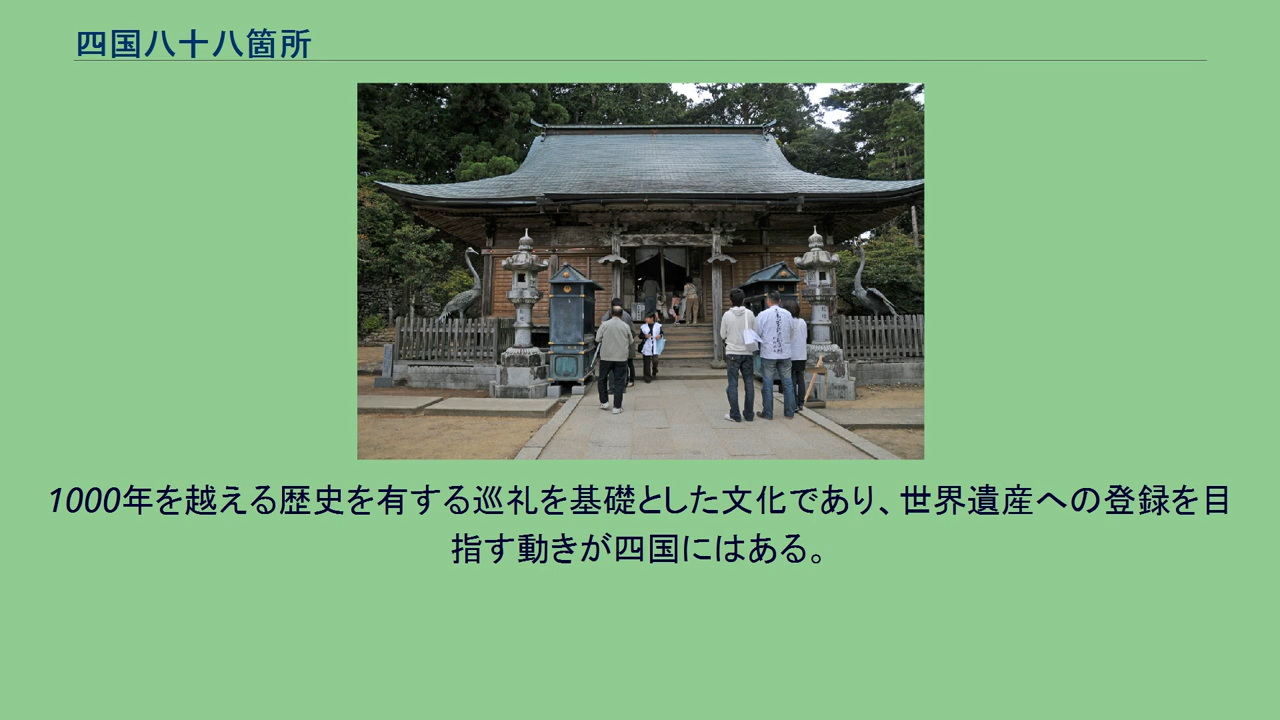 四国八十八箇所
1000年を越える歴史を有する巡礼を基礎とした文化であり、世界遺産への登録を目
指す動きが四国にはある。